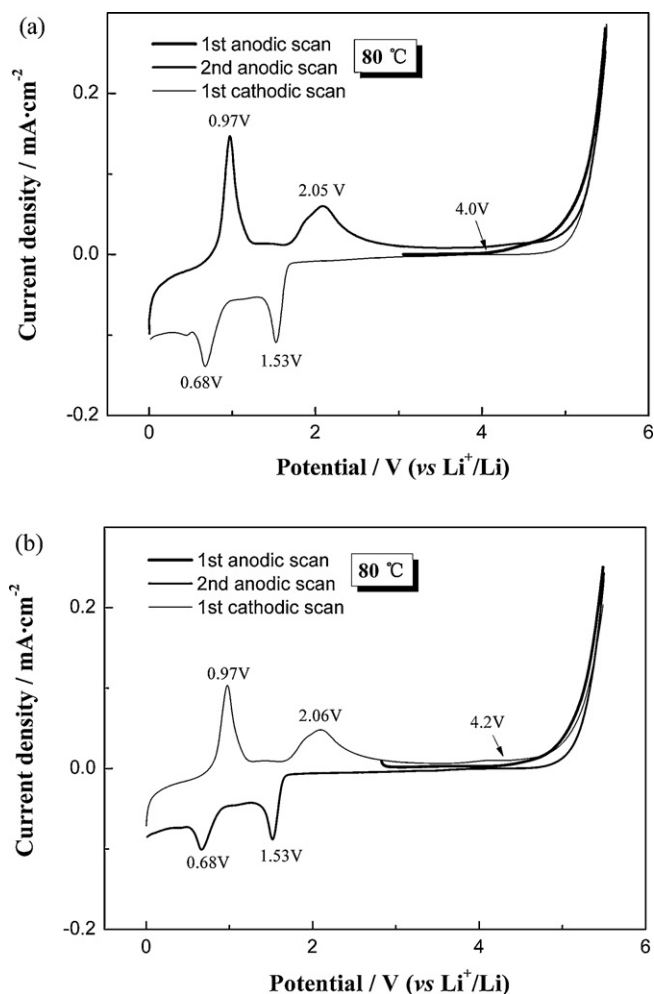 (a)
1st anodic scan
2nd anodic scan
1st cathodic scan
80 ℃
0.97V
2.05 V
4.0V
0.68V
1.53V
0.2
0.0
-0.2
0 2 4 6
Current density / mA·cm⁻²
Potential / V (vs Li⁺/Li)
(b)
1st anodic scan
2nd anodic scan
1st cathodic scan
80 ℃
0.97V
2.06V
4.2V
0.68V
1.53V
0.2
0.0
-0.2
0 2 4 6
Current density / mA·cm⁻²
Potential / V (vs Li⁺/Li)